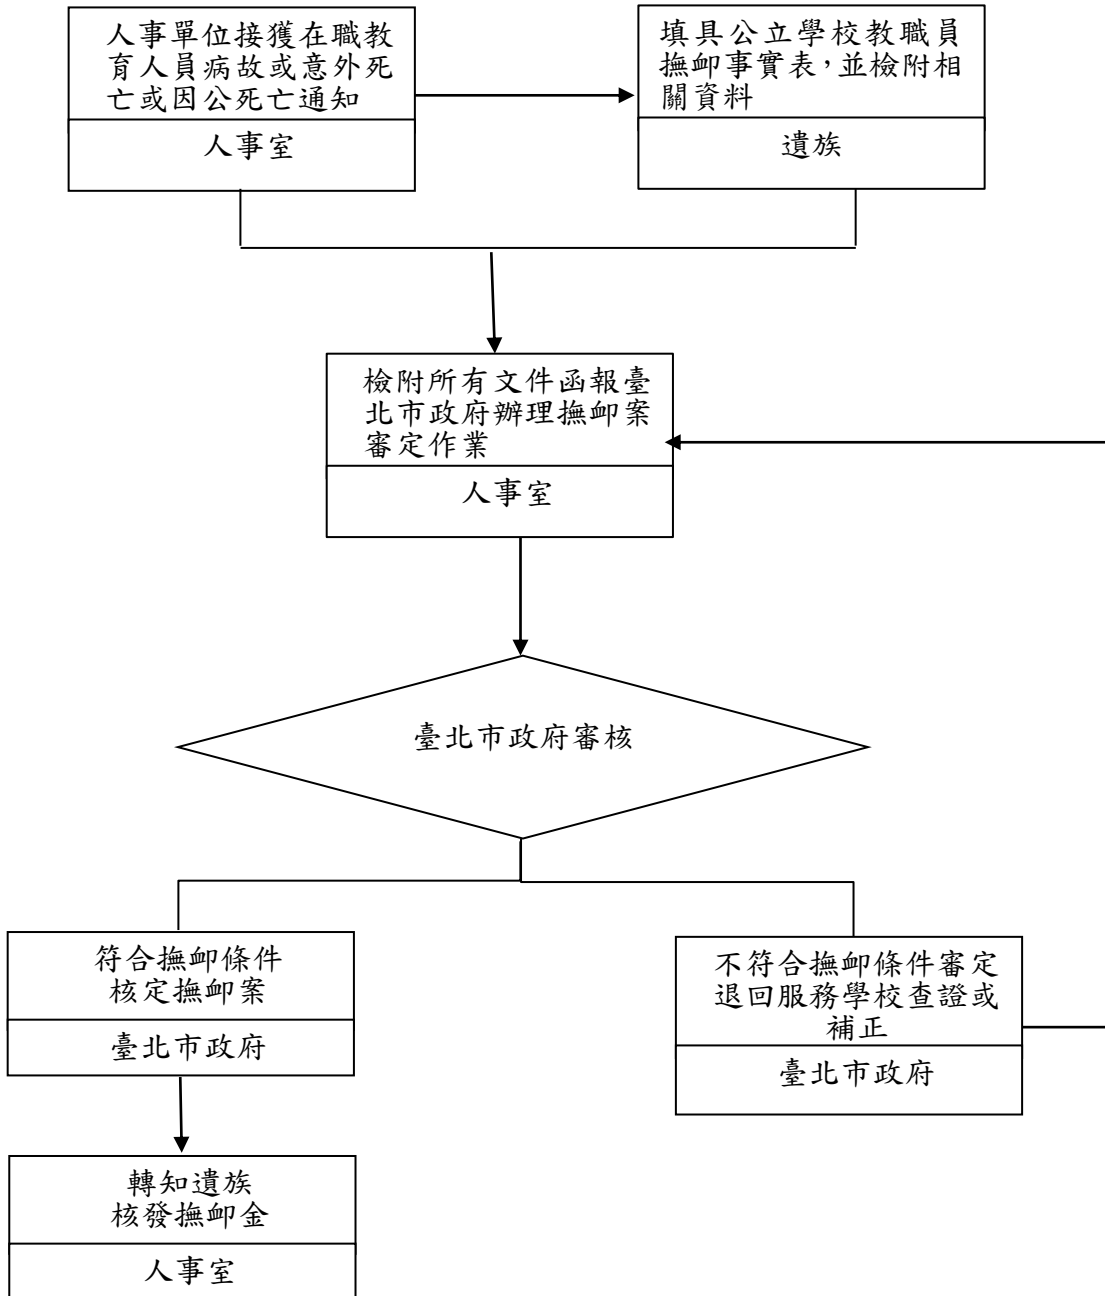 人事單位接獲在職教
育人員病故或意外死
亡或因公死亡通知
人事室
填具公立學校教職員
撫卹事實表，並檢附相
關資料
遺族
檢附所有文件函報臺
北市政府辦理撫卹案
審定作業
人事室
臺北市政府審核
符合撫卹條件
核定撫卹案
臺北市政府
不符合撫卹條件審定
退回服務學校查證或
補正
臺北市政府
轉知遺族
核發撫卹金
人事室